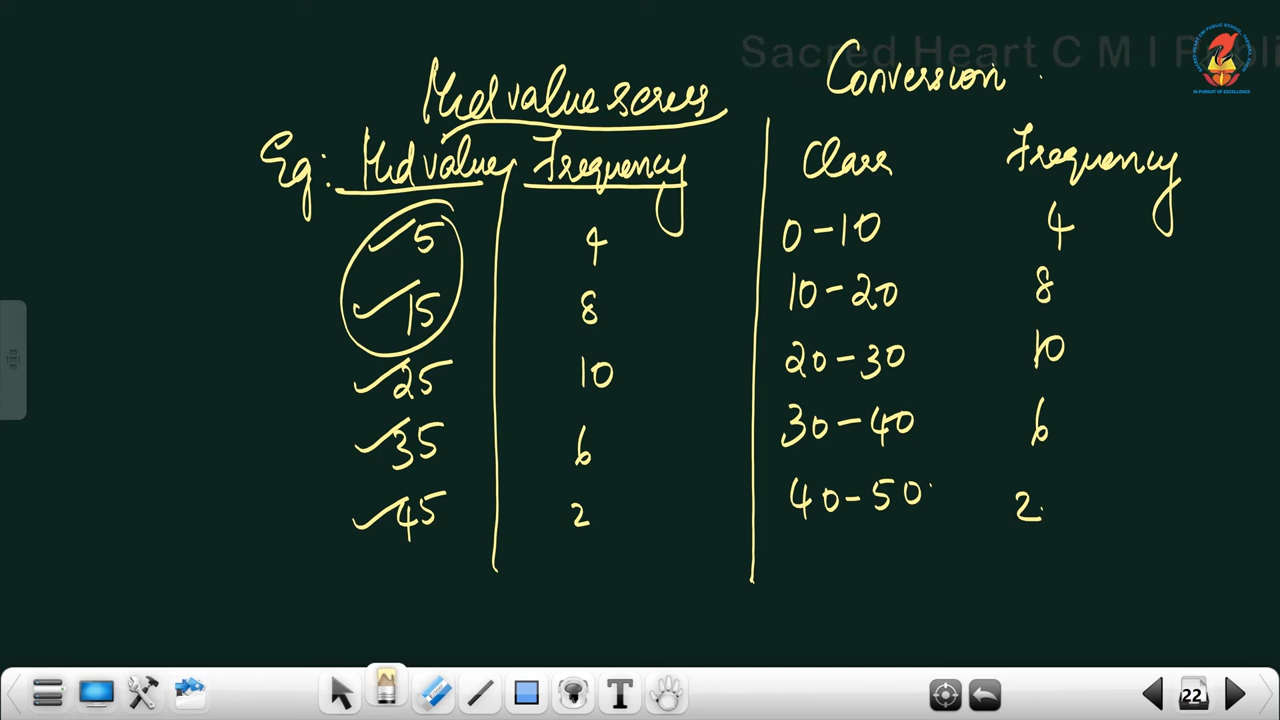 Sacred Heart C M I Publi
Mid value series Conversion
Eg: Mid value Frequency Class Frequency
5 4 0-10 4
15 8 10-20 8
25 10 20-30 10
35 6 30-40 6
45 2 40-50 2
T 22